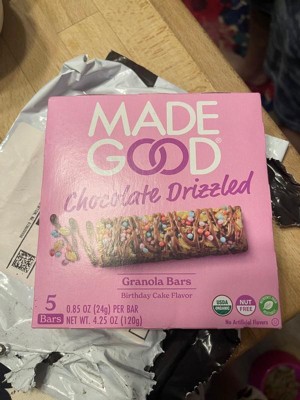 MADE
GOOD
Chocolate Drizzled
Granola Bars
Birthday Cake Flavor
5
Bars
0.85 OZ (24g) PER BAR
NET WT. 4.25 OZ (120g)
USDA
ORGANIC
NUT
FREE
No Artificial flavors